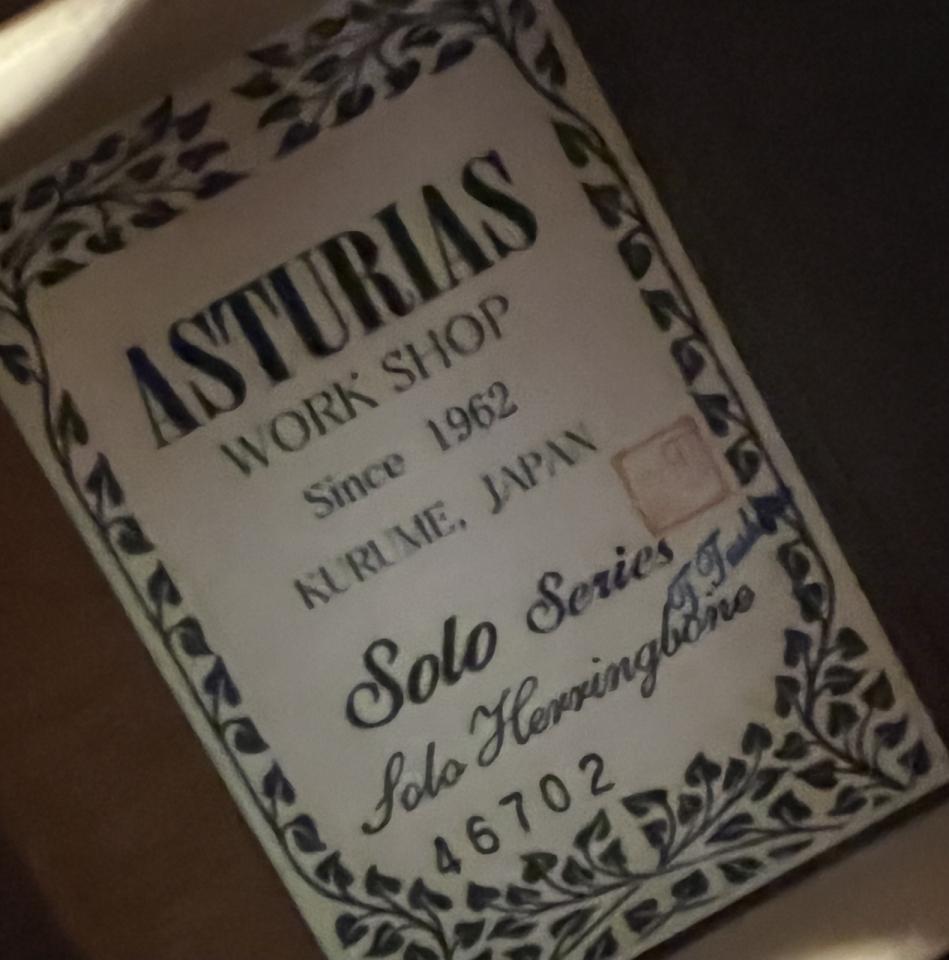 ASTURIAS
WORK SHOP
Since 1962
KURUME, JAPAN
Solo Series
Solo Herringbone
46702